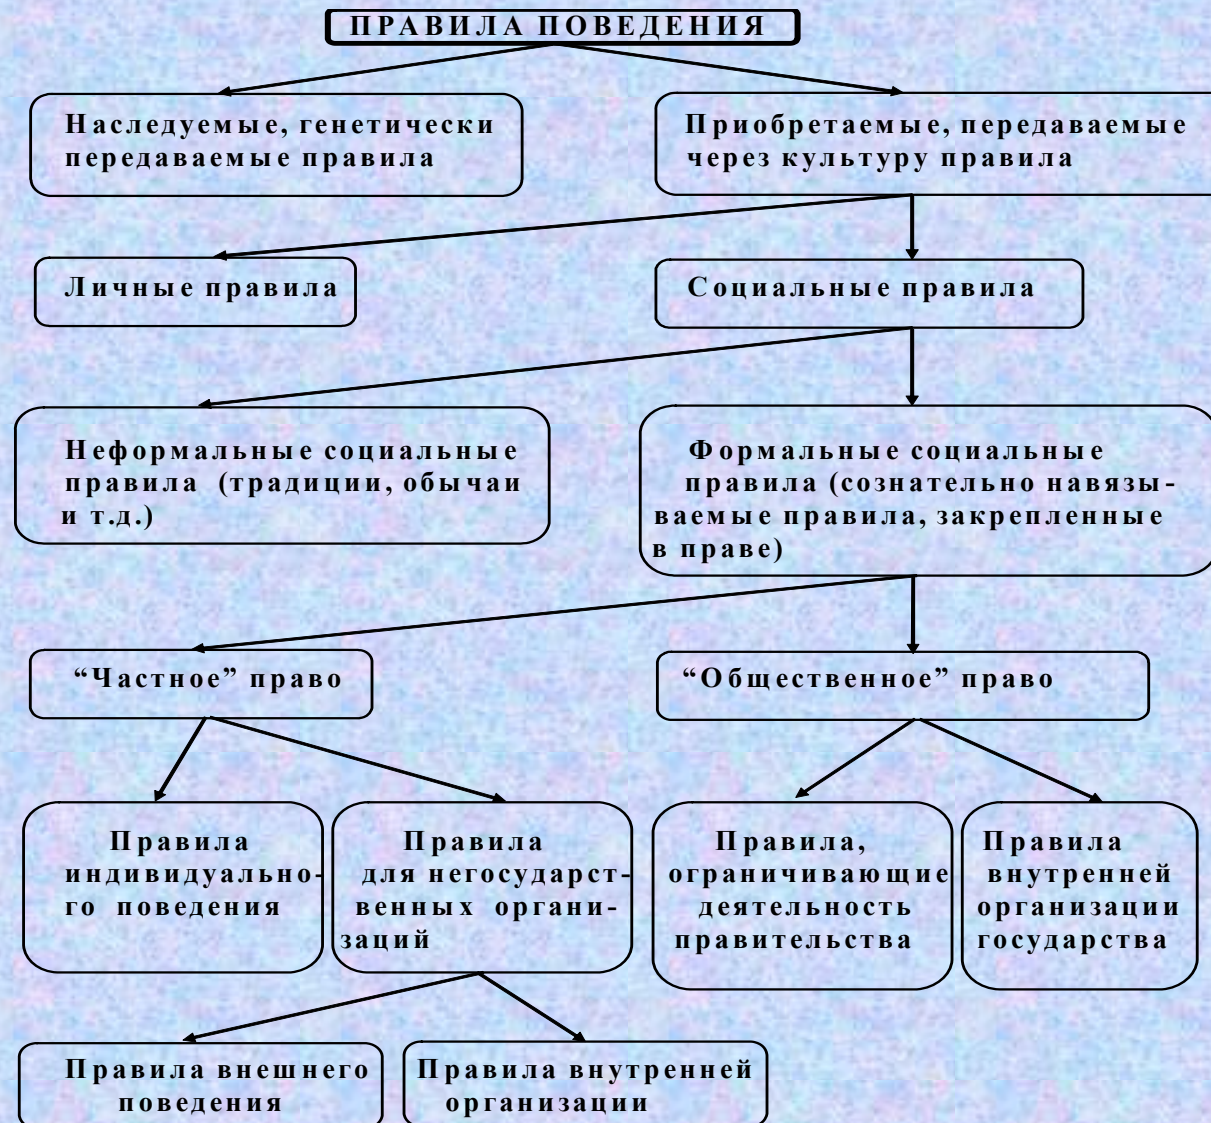 ПРАВИЛА ПОВЕДЕНИЯ
Наследуемые, генетически
передаваемые правила
Приобретаемые, передаваемые
через культуру правила
Личные правила
Социальные правила
Неформальные социальные
правила (традиции, обычаи
и т.д.)
Формальные социальные
правила (сознательно навязы-
ваемые правила, закрепленные
в праве)
“Частное” право
“Общественное” право
Правила
индивидуально-
го поведения
Правила
для негосударст-
венных органи-
заций
Правила,
ограничивающие
деятельность
правительства
Правила
внутренней
организации
государства
Правила внешнего
поведения
Правила внутренней
организации